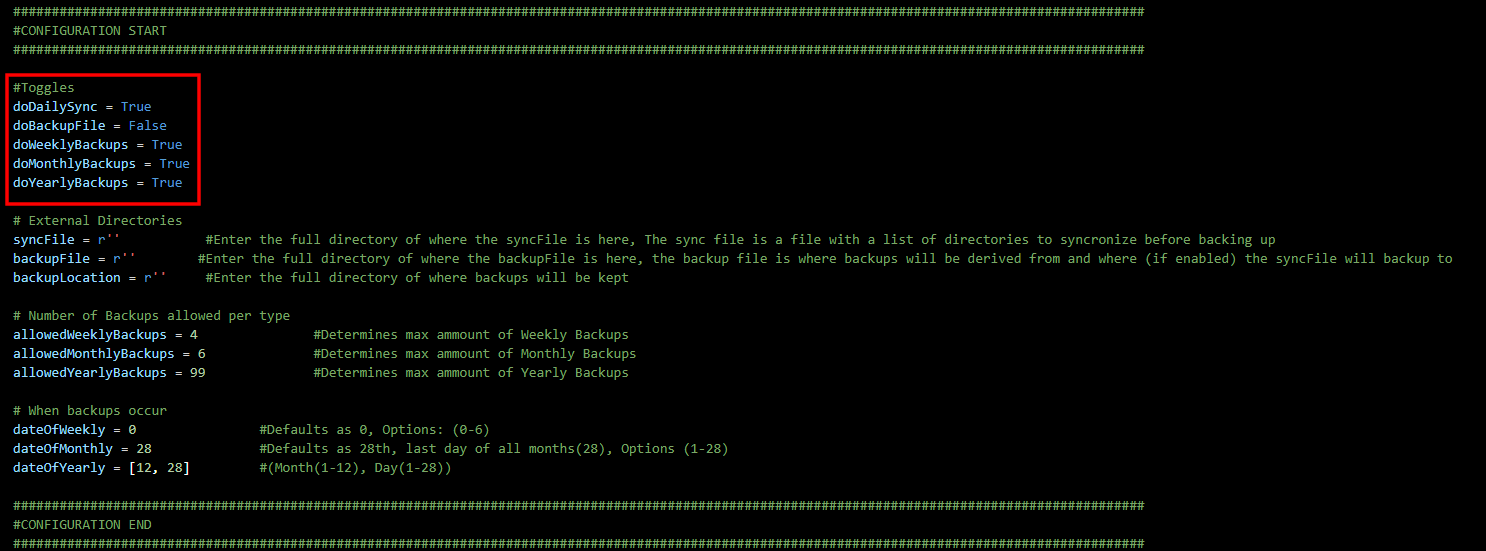 ###################################################################################################################################################
#CONFIGURATION START
###################################################################################################################################################
#Toggles
doDailySync = True
doBackupFile = False
doWeeklyBackups = True
doMonthlyBackups = True
doYearlyBackups = True
# External Directories
syncFile = r'' #Enter the full directory of where the syncFile is here, The sync file is a file with a list of directories to syncronize before backing up
backupFile = r'' #Enter the full directory of where the backupFile is here, the backup file is where backups will be derived from and where (if enabled) the syncFile will backup to
backupLocation = r'' #Enter the full directory of where backups will be kept
# Number of Backups allowed per type
allowedWeeklyBackups = 4 #Determines max ammount of Weekly Backups
allowedMonthlyBackups = 6 #Determines max ammount of Monthly Backups
allowedYearlyBackups = 99 #Determines max ammount of Yearly Backups
# When backups occur
dateOfWeekly = 0 #Defaults as 0, Options: (0-6)
dateOfMonthly = 28 #Defaults as 28th, last day of all months(28), Options (1-28)
dateOfYearly = [12, 28] #(Month(1-12), Day(1-28))
###################################################################################################################################################
#CONFIGURATION END
###################################################################################################################################################